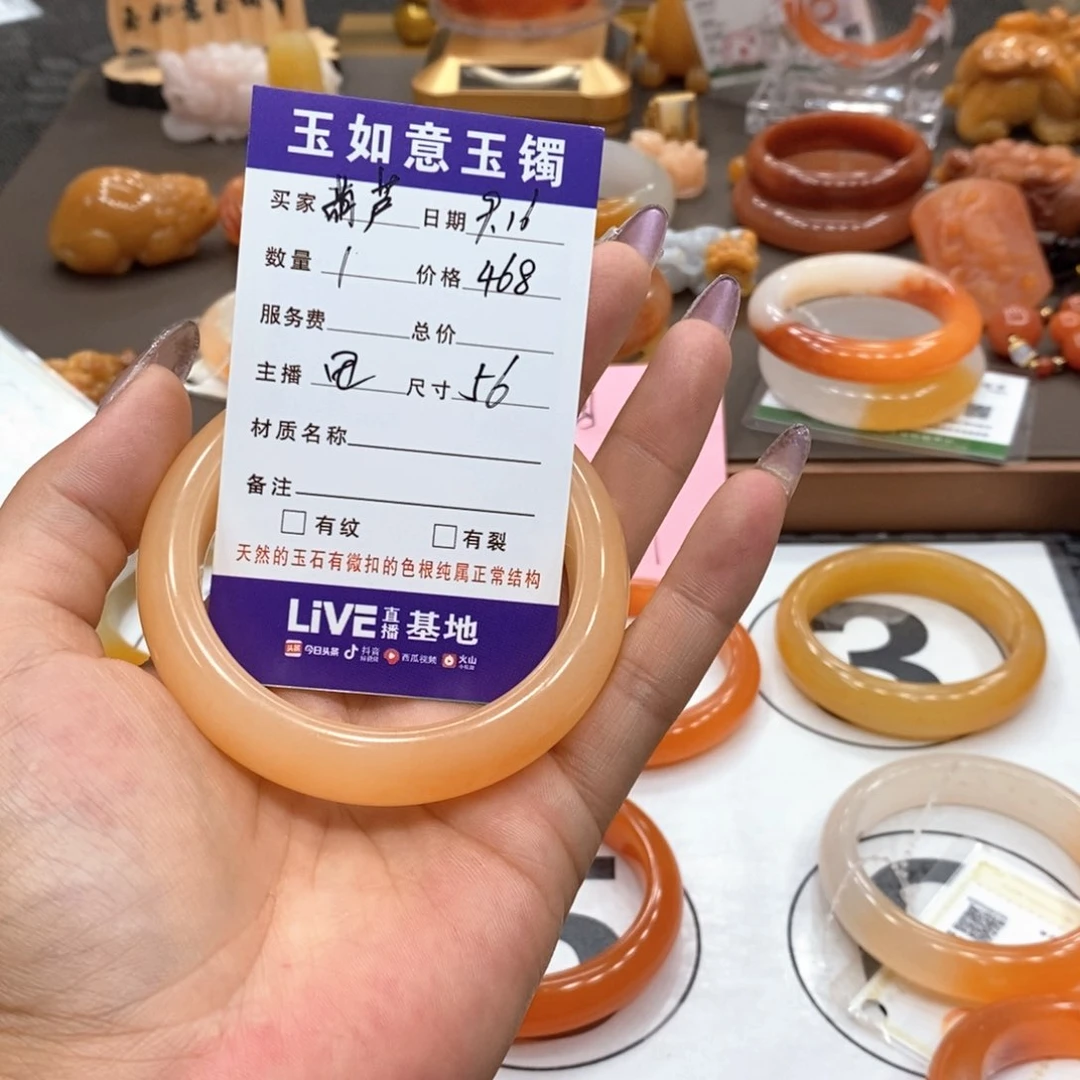 玉如意玉镯
买家 葫芦 日期 9.16
数量 1 价格 468
服务费 总价
主播 尺寸 56
材质名称
备注
有纹 有裂
天然的玉石有微扣的色根纯属正常结构
LiVE 直播 基地
头条 今日头条 抖音 西瓜视频 火山
3